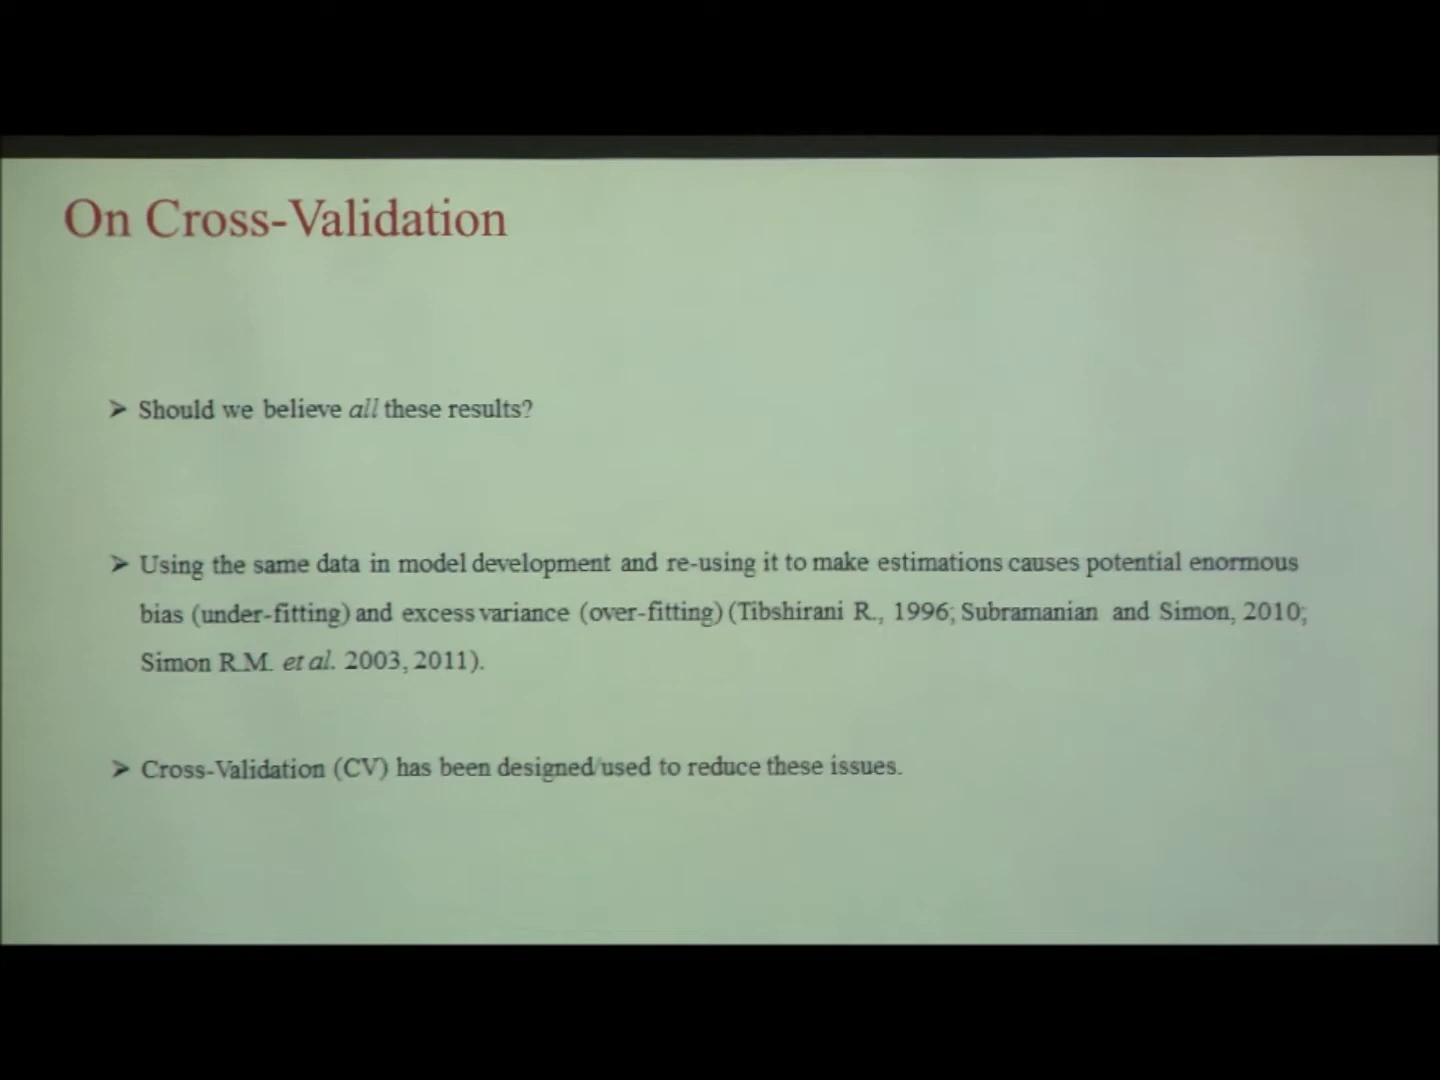 On Cross-Validation
➢ Should we believe all these results?
➢ Using the same data in model development and re-using it to make estimations causes potential enormous
bias (under-fitting) and excess variance (over-fitting) (Tibshirani R., 1996; Subramanian and Simon, 2010;
Simon R.M. et al. 2003, 2011).
➢ Cross-Validation (CV) has been designed/used to reduce these issues.